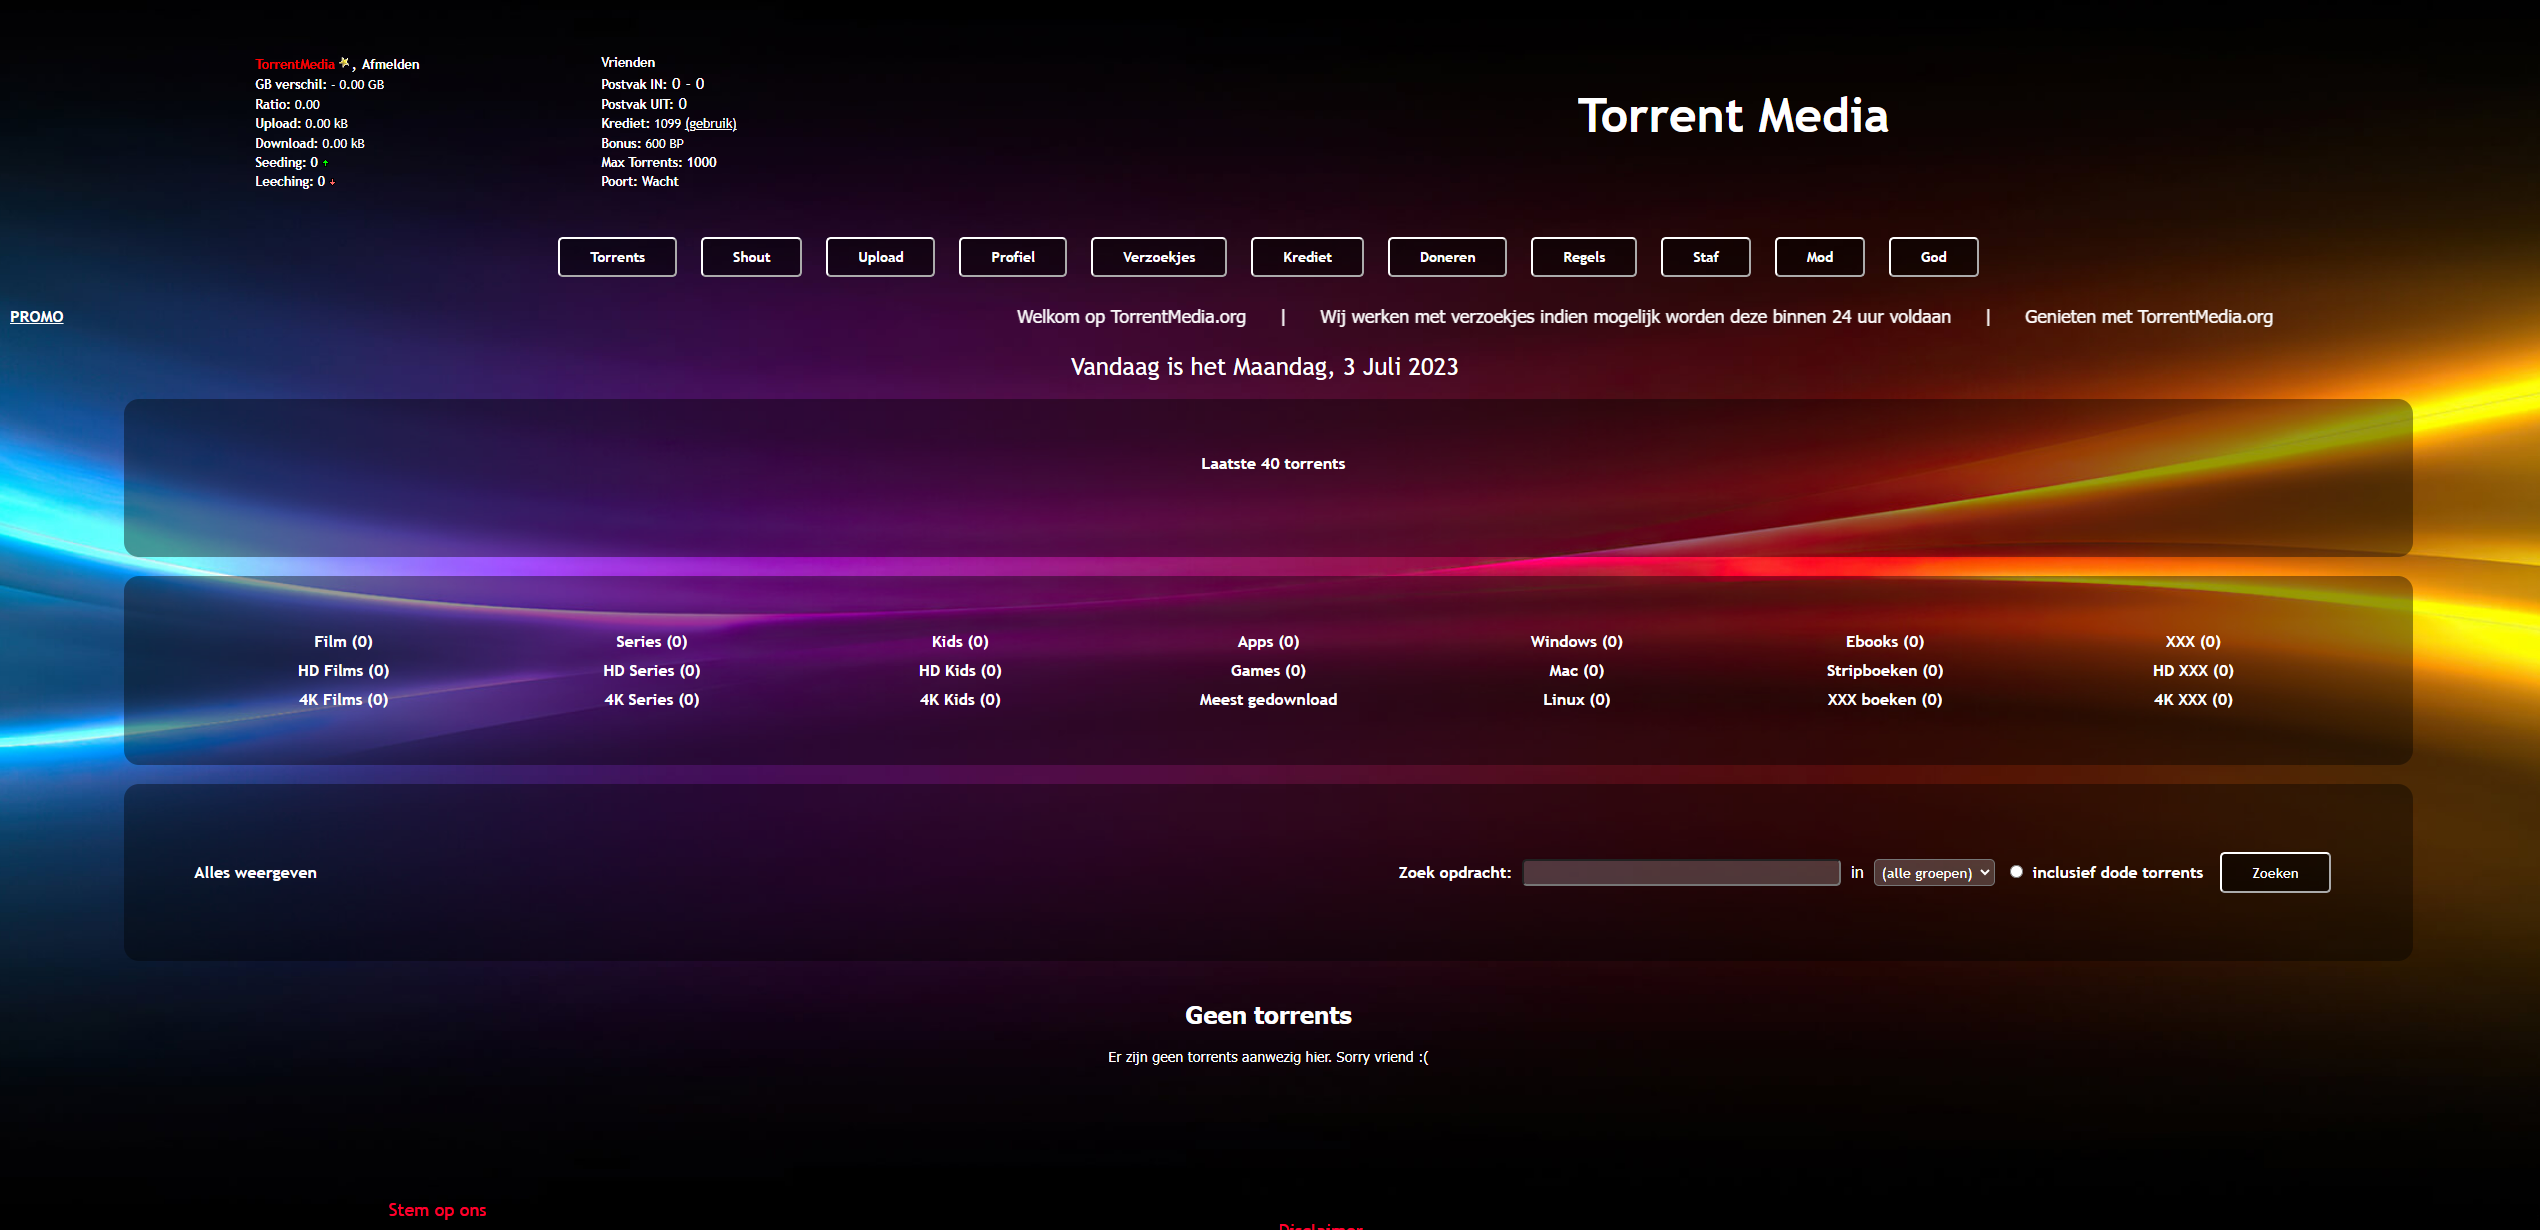 TorrentMedia , Afmelden
GB verschil: - 0.00 GB
Ratio: 0.00
Upload: 0.00 kB
Download: 0.00 kB
Seeding: 0
Leeching: 0
Vrienden
Postvak IN: 0 - 0
Postvak UIT: 0
Krediet: 1099 (gebruik)
Bonus: 600 BP
Max Torrents: 1000
Poort: Wacht
Torrent Media
Torrents Shout Upload Profiel Verzoekjes Krediet Doneren Regels Staf Mod God
PROMO
Welkom op TorrentMedia.org | Wij werken met verzoekjes indien mogelijk worden deze binnen 24 uur voldaan | Genieten met TorrentMedia.org
Vandaag is het Maandag, 3 Juli 2023
Laatste 40 torrents
Film (0) Series (0) Kids (0) Apps (0) Windows (0) Ebooks (0) XXX (0)
HD Films (0) HD Series (0) HD Kids (0) Games (0) Mac (0) Stripboeken (0) HD XXX (0)
4K Films (0) 4K Series (0) 4K Kids (0) Meest gedownload Linux (0) XXX boeken (0) 4K XXX (0)
Alles weergeven Zoek opdracht: in (alle groepen) inclusief dode torrents Zoeken
Geen torrents
Er zijn geen torrents aanwezig hier. Sorry vriend :(
Stem op ons
Disclaimer